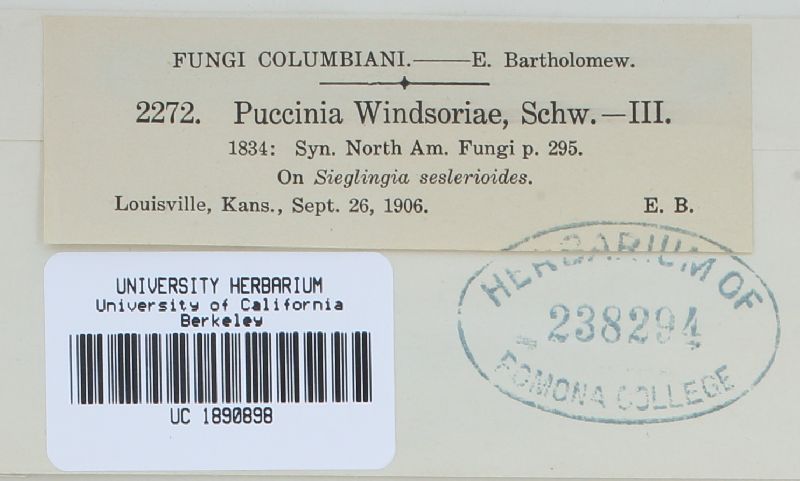 FUNGI COLUMBIANI.——E. Bartholomew.
2272. Puccinia Windsoriae, Schw.—III.
1834: Syn. North Am. Fungi p. 295.
On Sieglingia seslerioides.
Louisville, Kans., Sept. 26, 1906. E. B.
HERBARIUM OF
238294
POMONA COLLEGE
UNIVERSITY HERBARIUM
University of California
Berkeley
UC 1890898